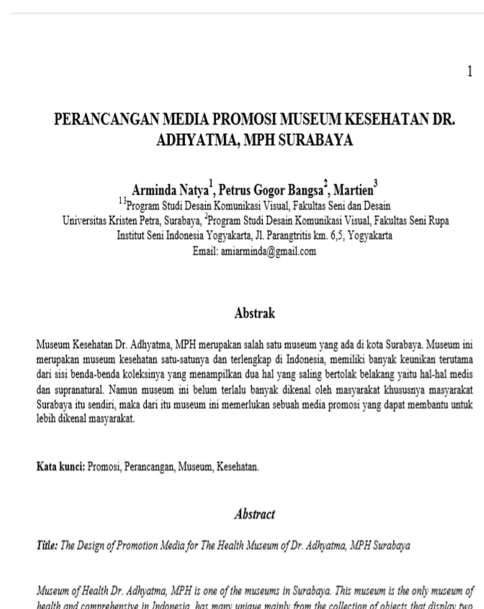 1
PERANCANGAN MEDIA PROMOSI MUSEUM KESEHATAN DR.
ADHYATMA, MPH SURABAYA
Arminda Natya1, Petrus Gogor Bangsa2, Martien3
13Program Studi Desain Komunikasi Visual, Fakultas Seni dan Desain
Universitas Kristen Petra, Surabaya, 2Program Studi Desain Komunikasi Visual, Fakultas Seni Rupa
Institut Seni Indonesia Yogyakarta, Jl. Parangtritis km. 6,5, Yogyakarta
Email: amiarminda@gmail.com
Abstrak
Museum Kesehatan Dr. Adhyatma, MPH merupakan salah satu museum yang ada di kota Surabaya. Museum ini
merupakan museum kesehatan satu-satunya dan terlengkap di Indonesia, memiliki banyak keunikan terutama
dari sisi benda-benda koleksinya yang menampilkan dua hal yang saling bertolak belakang yaitu hal-hal medis
dan supranatural. Namun museum ini belum terlalu banyak dikenal oleh masyarakat khususnya masyarakat
Surabaya itu sendiri, maka dari itu museum ini memerlukan sebuah media promosi yang dapat membantu untuk
lebih dikenal masyarakat.
Kata kunci: Promosi, Perancangan, Museum, Kesehatan.
Abstract
Title: The Design of Promotion Media for The Health Museum of Dr. Adhyatma, MPH Surabaya
Museum of Health Dr. Adhyatma, MPH is one of the museums in Surabaya. This museum is the only museum of
health and comprehensive in Indonesia, has many unique mainly from the collection of objects that display two